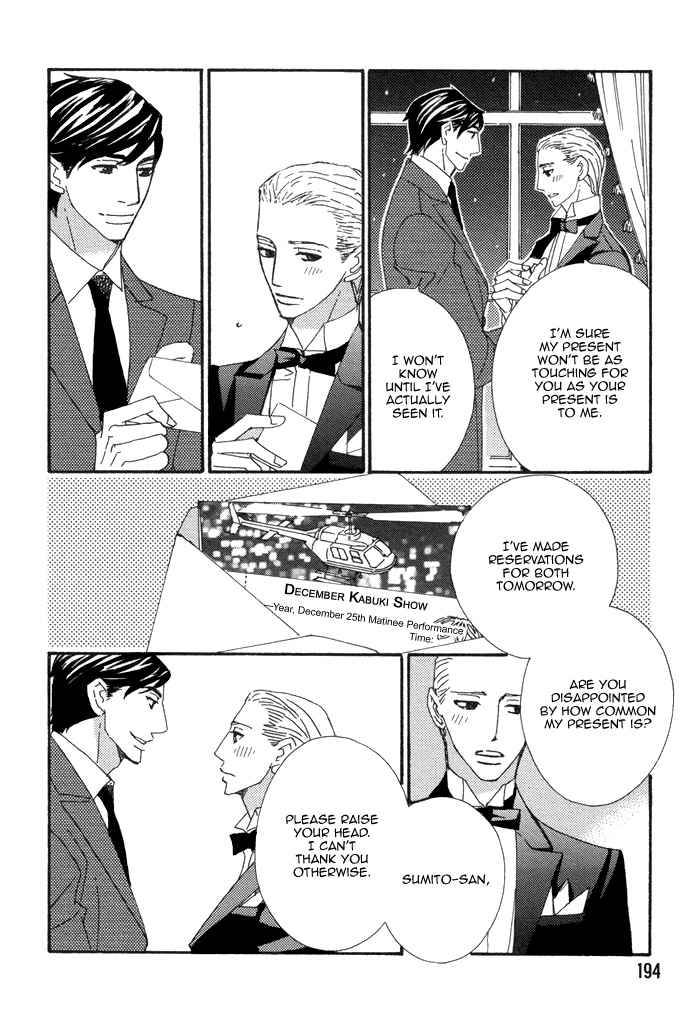 I'M SURE
MY PRESENT
WON'T BE AS
TOUCHING FOR
YOU AS YOUR
PRESENT IS
TO ME.
I WON'T
KNOW
UNTIL I'VE
ACTUALLY
SEEN IT.
I'VE MADE
RESERVATIONS
FOR BOTH
TOMORROW.
DECEMBER KABUKI SHOW
—Year, December 25th Matinee Performance
Time:
ARE YOU
DISAPPOINTED
BY HOW COMMON
MY PRESENT IS?
SUMITO-SAN,
PLEASE RAISE
YOUR HEAD.
I CAN'T
THANK YOU
OTHERWISE.
194